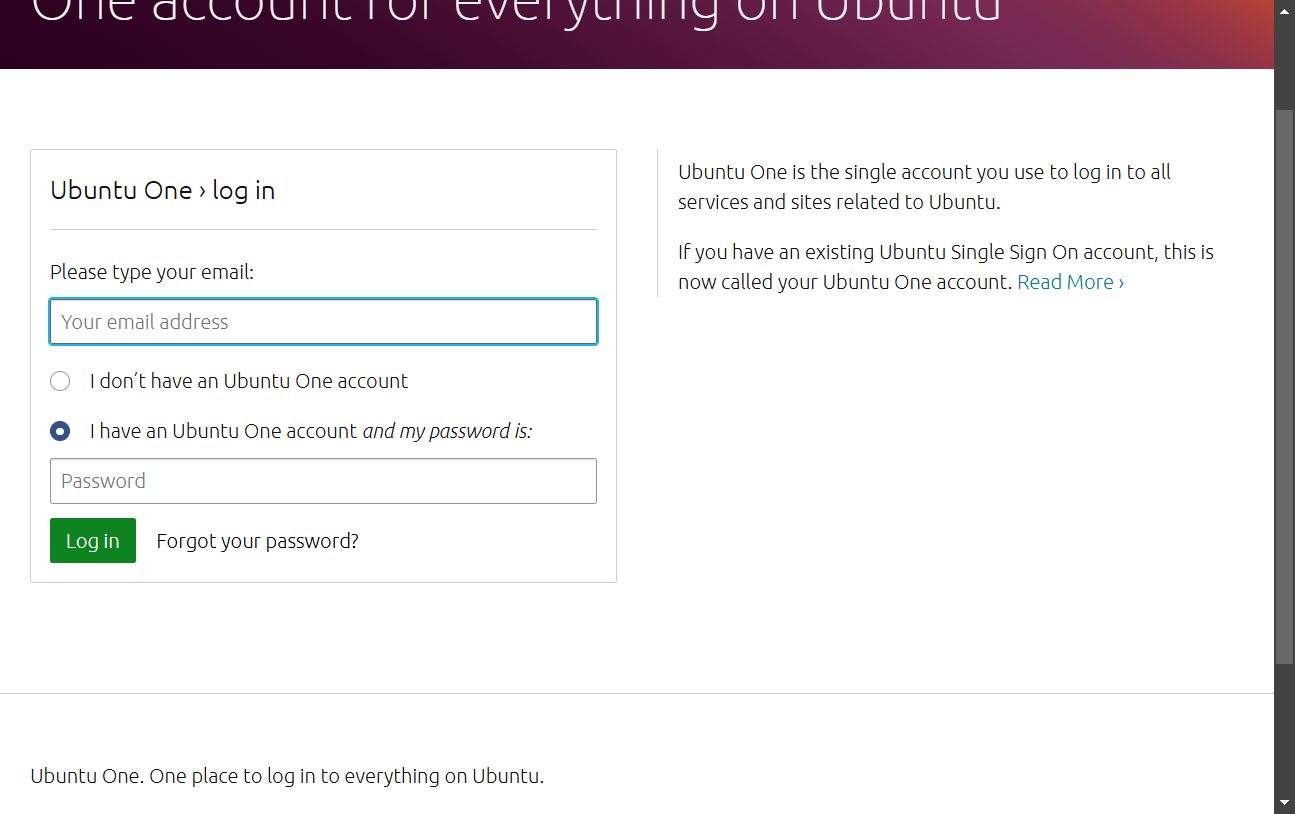 One account for everything on Ubuntu
Ubuntu One › log in
Please type your email:
Your email address
I don’t have an Ubuntu One account
I have an Ubuntu One account and my password is:
Password
Log in
Forgot your password?
Ubuntu One is the single account you use to log in to all
services and sites related to Ubuntu.
If you have an existing Ubuntu Single Sign On account, this is
now called your Ubuntu One account. Read More ›
Ubuntu One. One place to log in to everything on Ubuntu.